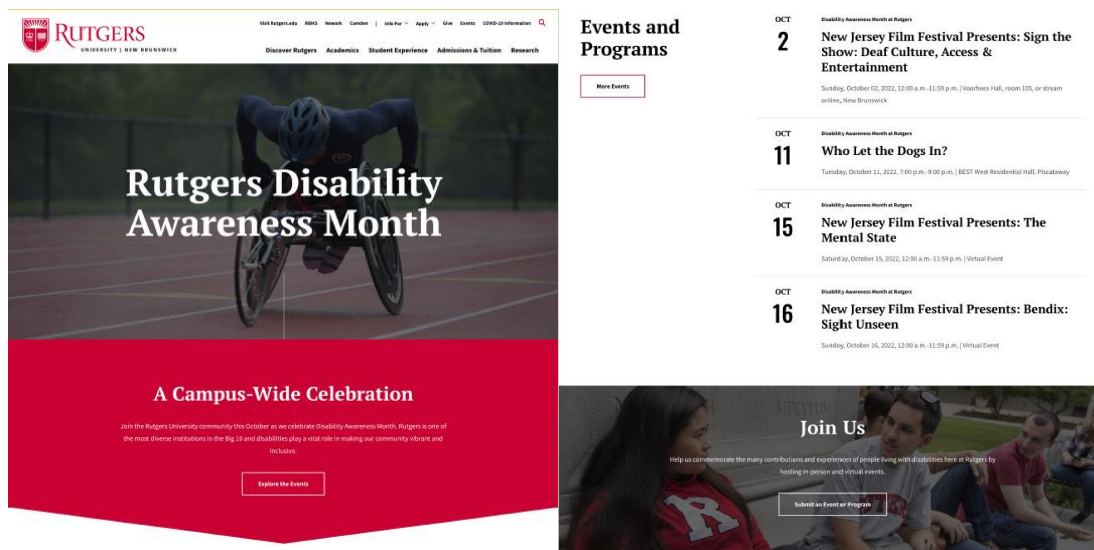 Visit Rutgers.edu RBHS Newark Camden | Info For Apply Give Events COVID-19 Information
RUTGERS
UNIVERSITY | NEW BRUNSWICK
Discover Rutgers Academics Student Experience Admissions & Tuition Research
Rutgers Disability
Awareness Month
A Campus-Wide Celebration
Join the Rutgers University community this October as we celebrate Disability Awareness Month. Rutgers is one of
the most diverse institutions in the Big 10 and disabilities play a vital role in making our community vibrant and
inclusive.
Explore the Events
Events and
Programs
More Events
OCT
2
Disability Awareness Month at Rutgers
New Jersey Film Festival Presents: Sign the
Show: Deaf Culture, Access &
Entertainment
Sunday, October 02, 2022, 12:00 a.m.-11:59 p.m. | Voorhees Hall, room 105, or stream
online, New Brunswick
OCT
11
Disability Awareness Month at Rutgers
Who Let the Dogs In?
Tuesday, October 11, 2022, 7:00 p.m.-9:00 p.m. | BEST West Residential Hall, Piscataway
OCT
15
Disability Awareness Month at Rutgers
New Jersey Film Festival Presents: The
Mental State
Saturday, October 15, 2022, 12:00 a.m.-11:59 p.m. | Virtual Event
OCT
16
Disability Awareness Month at Rutgers
New Jersey Film Festival Presents: Bendix:
Sight Unseen
Sunday, October 16, 2022, 12:00 a.m.-11:59 p.m. | Virtual Event
Join Us
Help us commemorate the many contributions and experiences of people living with disabilities here at Rutgers by
hosting in-person and virtual events.
Submit an Event or Program
R